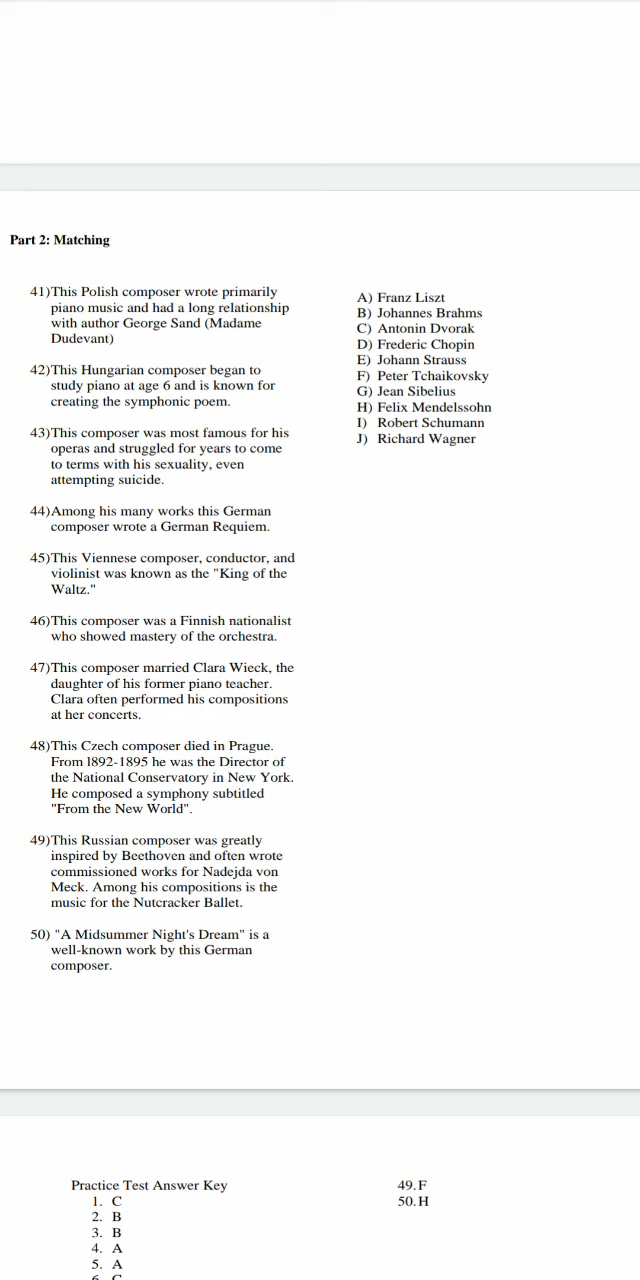 Part 2: Matching
41)This Polish composer wrote primarily
piano music and had a long relationship
with author George Sand (Madame
Dudevant)
42)This Hungarian composer began to
study piano at age 6 and is known for
creating the symphonic poem.
43)This composer was most famous for his
operas and struggled for years to come
to terms with his sexuality, even
attempting suicide.
44)Among his many works this German
composer wrote a German Requiem.
45)This Viennese composer, conductor, and
violinist was known as the "King of the
Waltz."
46)This composer was a Finnish nationalist
who showed mastery of the orchestra.
47)This composer married Clara Wieck, the
daughter of his former piano teacher.
Clara often performed his compositions
at her concerts.
48)This Czech composer died in Prague.
From 1892-1895 he was the Director of
the National Conservatory in New York.
He composed a symphony subtitled
"From the New World".
49)This Russian composer was greatly
inspired by Beethoven and often wrote
commissioned works for Nadejda von
Meck. Among his compositions is the
music for the Nutcracker Ballet.
50) "A Midsummer Night's Dream" is a
well-known work by this German
composer.
A) Franz Liszt
B) Johannes Brahms
C) Antonin Dvorak
D) Frederic Chopin
E) Johann Strauss
F) Peter Tchaikovsky
G) Jean Sibelius
H) Felix Mendelssohn
I) Robert Schumann
J) Richard Wagner
Practice Test Answer Key
1. C
2. B
3. B
4. A
5. A
6. C
49.F
50.H